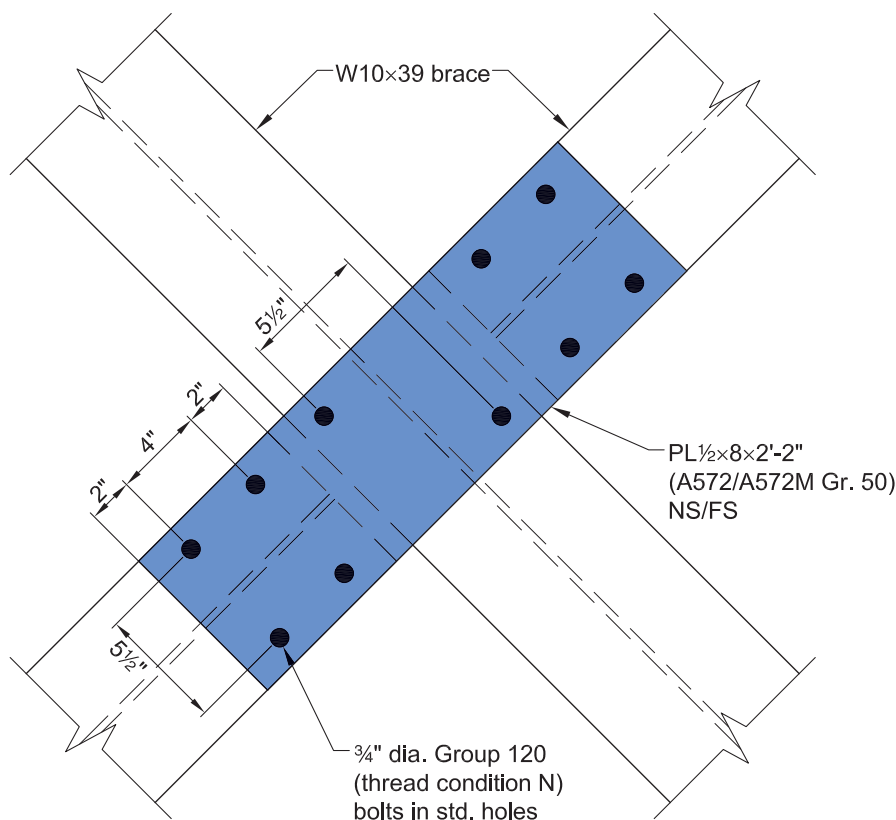 W10×39 brace
5½"
2"
4"
2"
5½"
PL½×8×2'-2"
(A572/A572M Gr. 50)
NS/FS
¾" dia. Group 120
(thread condition N)
bolts in std. holes